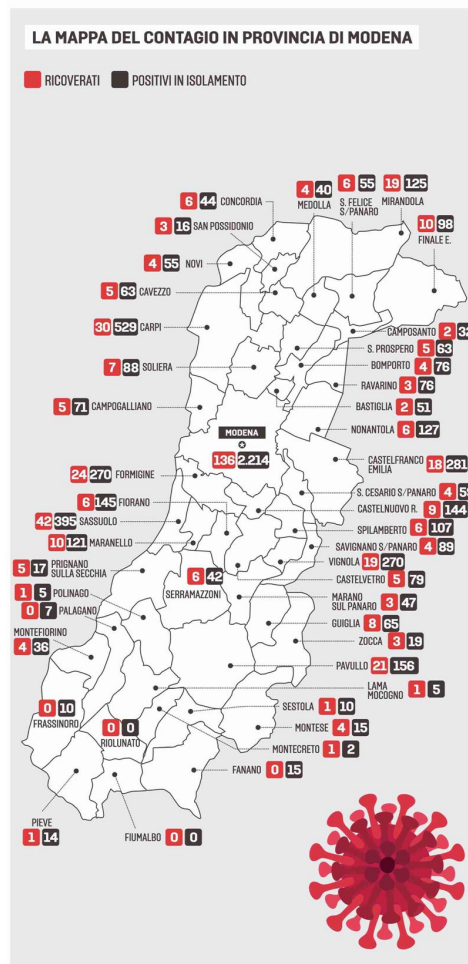 LA MAPPA DEL CONTAGIO IN PROVINCIA DI MODENA
RICOVERATI POSITIVI IN ISOLAMENTO
4 40
MEDOLLA
6 55
S. FELICE
S/PANARO
19 125
MIRANDOLA
6 44 CONCORDIA
3 16 SAN POSSIDONIO
10 98
FINALE E.
4 55 NOVI
5 63 CAVEZZO
30 529 CARPI
CAMPOSANTO 2 32
S. PROSPERO 5 63
7 88 SOLIERA
BOMPORTO 4 76
RAVARINO 3 76
5 71 CAMPOGALLIANO
BASTIGLIA 2 51
NONANTOLA 6 127
MODENA
136 2.214
24 270 FORMIGINE
CASTELFRANCO
EMILIA 18 281
6 145 FIORANO
S. CESARIO S/PANARO 4
42 395 SASSUOLO
CASTELNUOVO R. 9 144
10 121 MARANELLO
SPILAMBERTO 6 107
SAVIGNANO S/PANARO 4 89
5 17 PRIGNANO
SULLA SECCHIA
6 42
SERRAMAZZONI
VIGNOLA 19 270
CASTELVETRO 5 79
1 5 POLINAGO
MARANO
SUL PANARO 3 47
0 7 PALAGANO
GUIGLIA 8 65
MONTEFIORINO
4 36
ZOCCA 3 19
PAVULLO 21 156
LAMA
MOCOGNO 1 5
0 10
FRASSINORO
0 0
RIOLUNATO
SESTOLA 1 10
MONTESE 4 15
MONTECRETO 1 2
FANANO 0 15
PIEVE
1 14
FIUMALBO 0 0